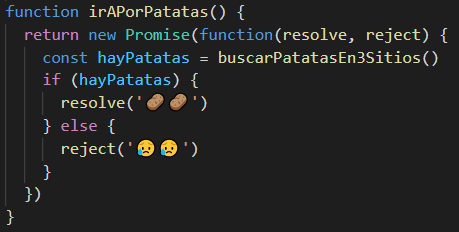 function irAPorPatatas() {
  return new Promise(function(resolve, reject) {
    const hayPatatas = buscarPatatasEn3Sitios()
    if (hayPatatas) {
      resolve('🥔🥔')
    } else {
      reject('😥😥')
    }
  })
}